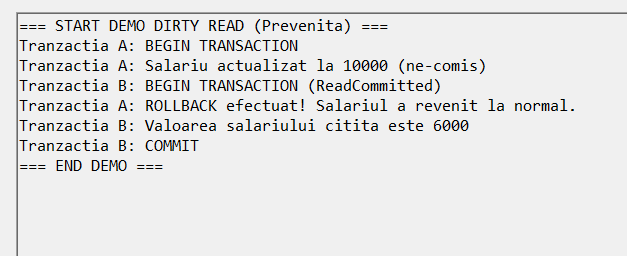 === START DEMO DIRTY READ (Prevenita) ===
Tranzactia A: BEGIN TRANSACTION
Tranzactia A: Salariu actualizat la 10000 (ne-comis)
Tranzactia B: BEGIN TRANSACTION (ReadCommitted)
Tranzactia A: ROLLBACK efectuat! Salariul a revenit la normal.
Tranzactia B: Valoarea salariului citita este 6000
Tranzactia B: COMMIT
=== END DEMO ===